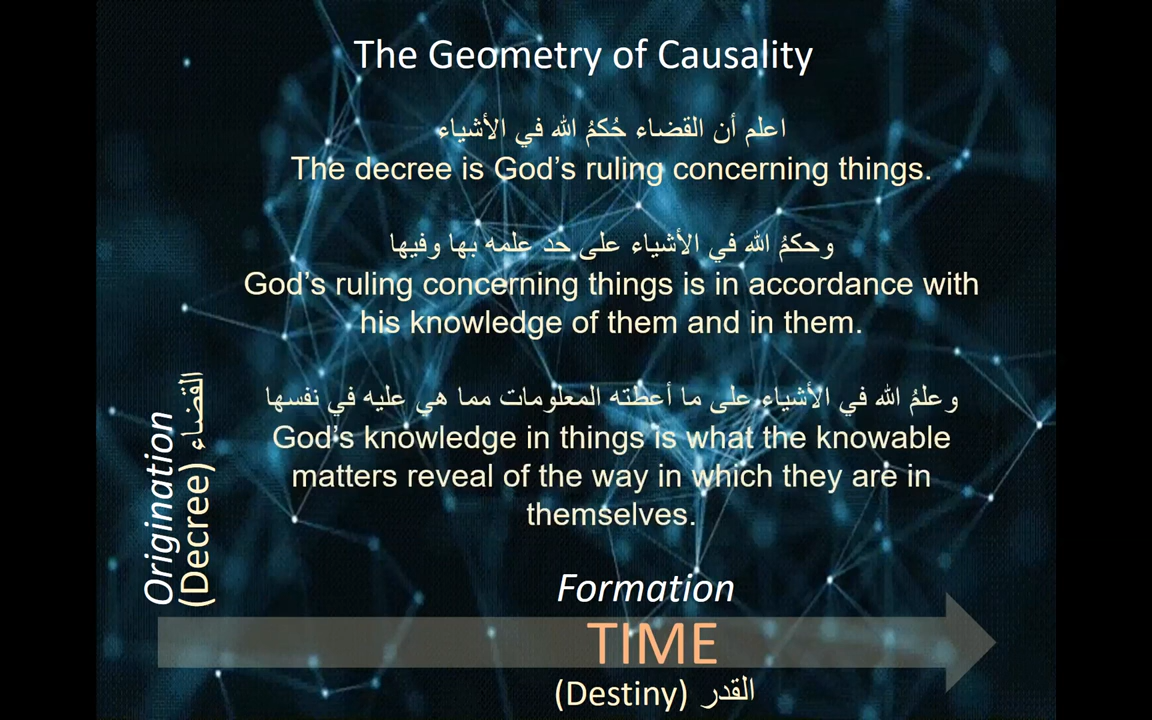 The Geometry of Causality
اعلم أن القضاء حُكمُ الله في الأشياء
The decree is God's ruling concerning things.
وحكمُ الله في الأشياء على حد علمه بها وفيها
God's ruling concerning things is in accordance with
his knowledge of them and in them.
وعلمُ الله في الأشياء على ما أعطته المعلومات مما هي عليه في نفسها
God's knowledge in things is what the knowable
matters reveal of the way in which they are in
themselves.
Origination
(Decree) القضاء
Formation
TIME
(Destiny) القدر